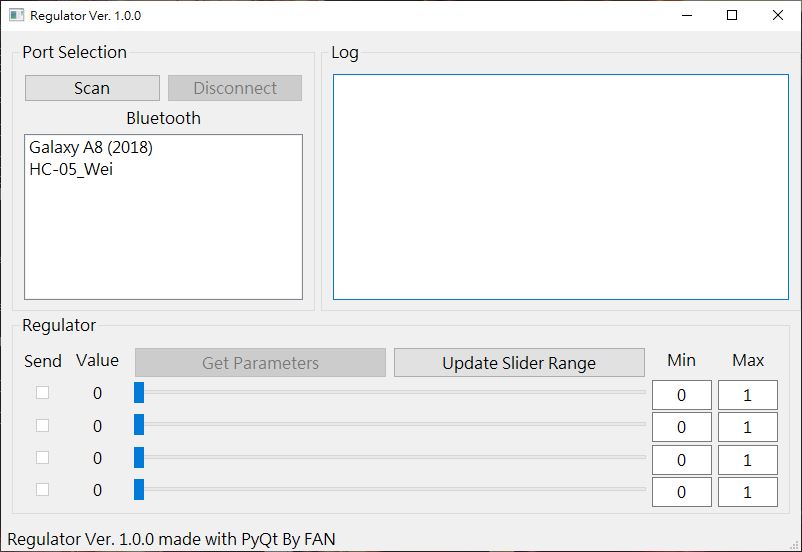 Regulator Ver. 1.0.0
Port Selection
Scan Disconnect
Bluetooth
Galaxy A8 (2018)
HC-05_Wei
Log
Regulator
Send Value Get Parameters Update Slider Range Min Max
0 0 1
0 0 1
0 0 1
0 0 1
Regulator Ver. 1.0.0 made with PyQt By FAN